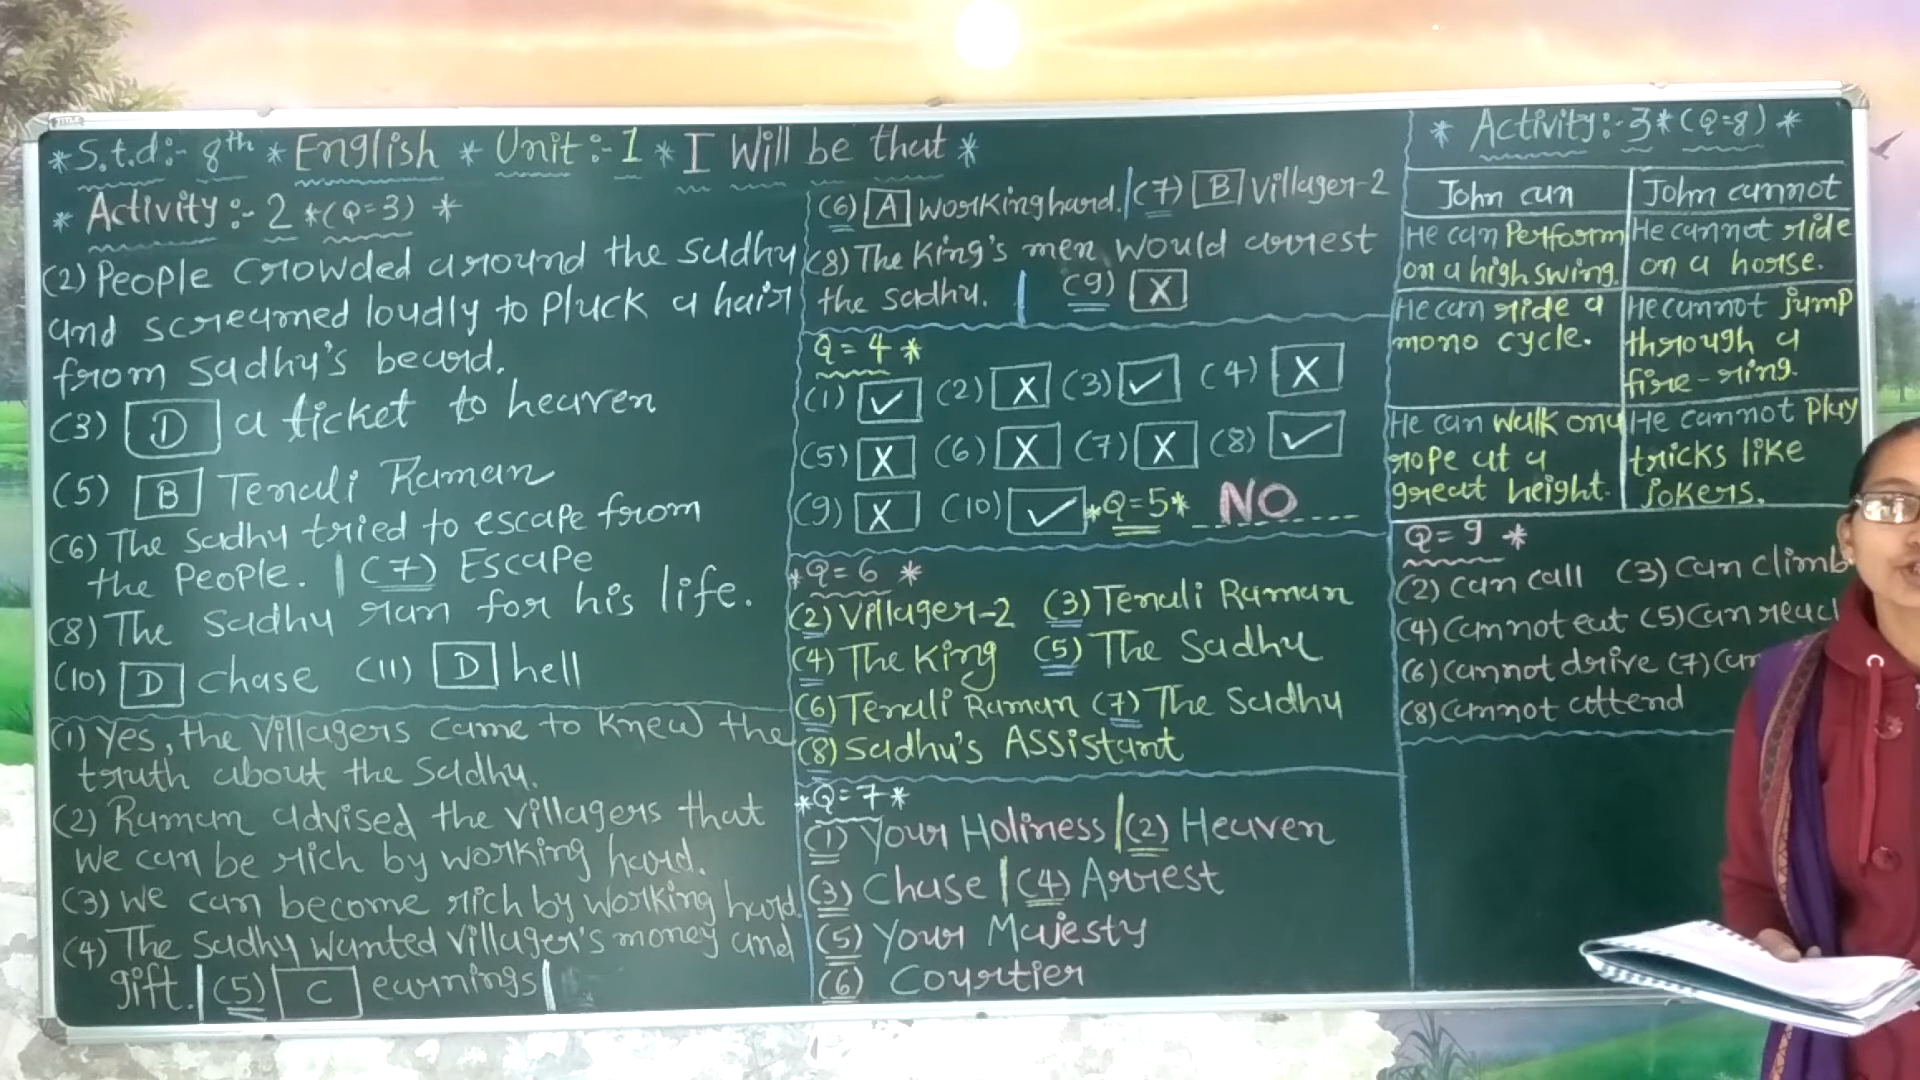 *S.t.d:- 8th * English * Unit:-1 * I Will be that *
* Activity:- 2 *(Q=3) *
(2) People crowded around the sadhu
and screamed loudly to Pluck a hair
from Sadhu's beard.
(3) D a ticket to heaven
(5) B Tenali Raman
(6) The sadhu tried to escape from
the People. | (7) Escape
(8) The Sadhu ran for his life.
(10) D chase (11) D hell
(1) Yes, the Villagers came to knew the
truth about the Sadhu.
(2) Raman advised the villagers that
we can be rich by working hard.
(3) We can become rich by working hard.
(4) The Sadhu wanted villager's money and
gift. | (5) C earnings |
(6) A working hard. | (7) B Villager-2
(8) The King's men would arrest
the sadhu. | (9) X
Q=4 *
(1) ✓ (2) X (3) ✓ (4) X
(5) X (6) X (7) X (8) ✓
(9) X (10) ✓ *Q=5* NO
*Q=6 *
(2) Villager-2 (3) Tenali Raman
(4) The King (5) The Sadhu
(6) Tenali Raman (7) The Sadhu
(8) Sadhu's Assistant
*Q=7*
(1) Your Holiness | (2) Heaven
(3) Chase | (4) Arrest
(5) Your Majesty
(6) Coyrtier
* Activity:- 3 * (Q=8) *
John can | John cannot
He can Perform | He cannot ride
on a high swing. | on a horse.
He can ride a | He cannot jump
mono cycle. | through a
fire-ring.
He can walk on a | He cannot Play
rope at a | tricks like
great height. | jokers.
Q=9 *
(2) can call (3) can climb
(4) cannot eat (5) can reach
(6) cannot drive (7)
(8) cannot attend